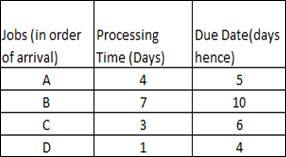 Jobs (in order of arrival) Processing Time (Days) Due Date(days hence)
A 4 5
B 7 10
C 3 6
D 1 4